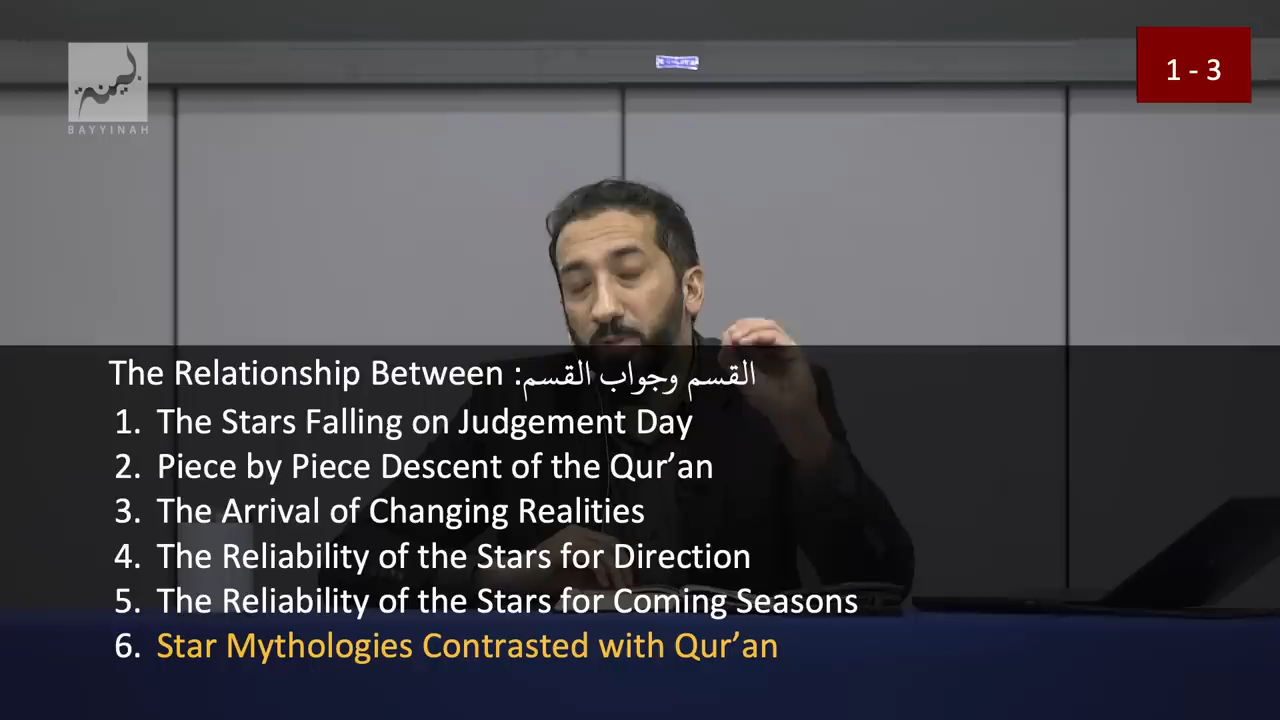 بينة
BAYYINAH
1 - 3
The Relationship Between القسم وجواب القسم:
1. The Stars Falling on Judgement Day
2. Piece by Piece Descent of the Qur’an
3. The Arrival of Changing Realities
4. The Reliability of the Stars for Direction
5. The Reliability of the Stars for Coming Seasons
6. Star Mythologies Contrasted with Qur’an